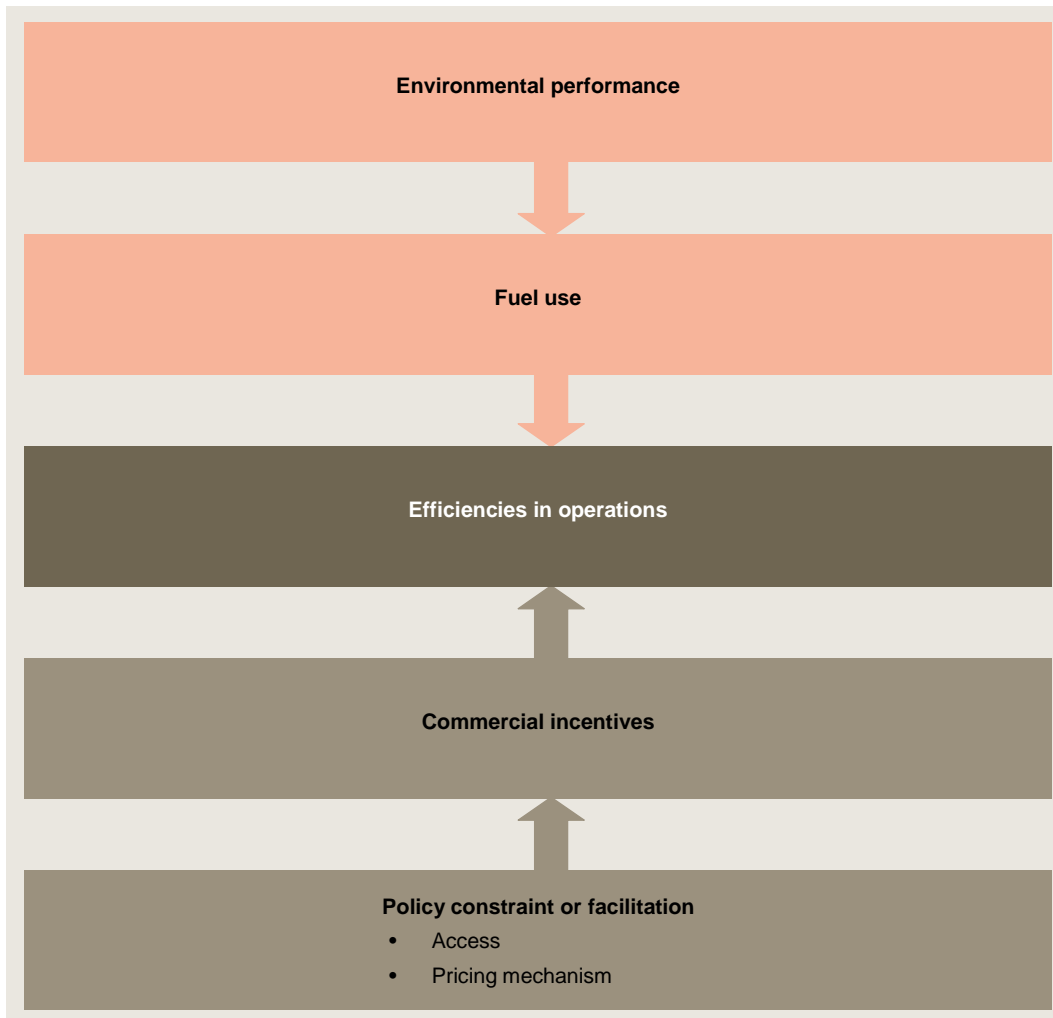 Environmental performance
Fuel use
Efficiencies in operations
Commercial incentives
Policy constraint or facilitation
• Access
• Pricing mechanism